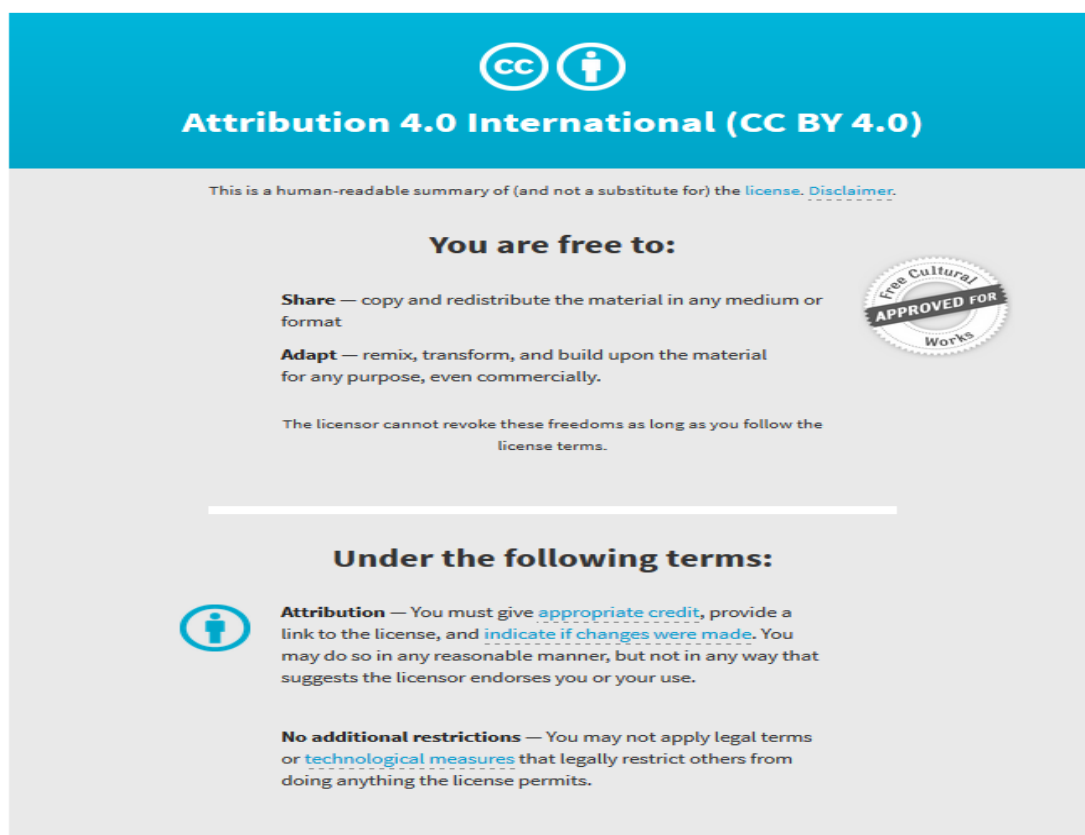 cc
Attribution 4.0 International (CC BY 4.0)
This is a human-readable summary of (and not a substitute for) the license. Disclaimer.
You are free to:
Free Cultural
APPROVED FOR
Works
Share — copy and redistribute the material in any medium or
format
Adapt — remix, transform, and build upon the material
for any purpose, even commercially.
The licensor cannot revoke these freedoms as long as you follow the
license terms.
Under the following terms:
Attribution — You must give appropriate credit, provide a
link to the license, and indicate if changes were made. You
may do so in any reasonable manner, but not in any way that
suggests the licensor endorses you or your use.
No additional restrictions — You may not apply legal terms
or technological measures that legally restrict others from
doing anything the license permits.